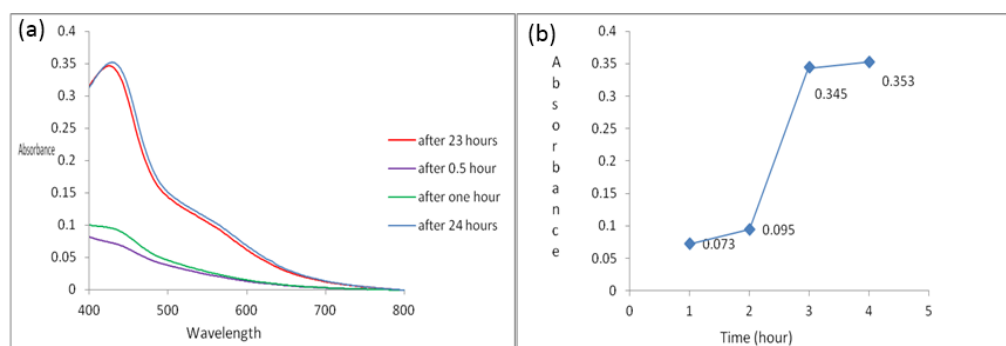 (a)
0.4
0.35
0.3
0.25
0.2
0.15
0.1
0.05
0
Absorbance
400 500 600 700 800
Wavelength
after 23 hours
after 0.5 hour
after one hour
after 24 hours
(b)
A
b
s
o
r
b
a
n
c
e
0.4
0.35
0.3
0.25
0.2
0.15
0.1
0.05
0
0.073
0.095
0.345
0.353
0 1 2 3 4 5
Time (hour)